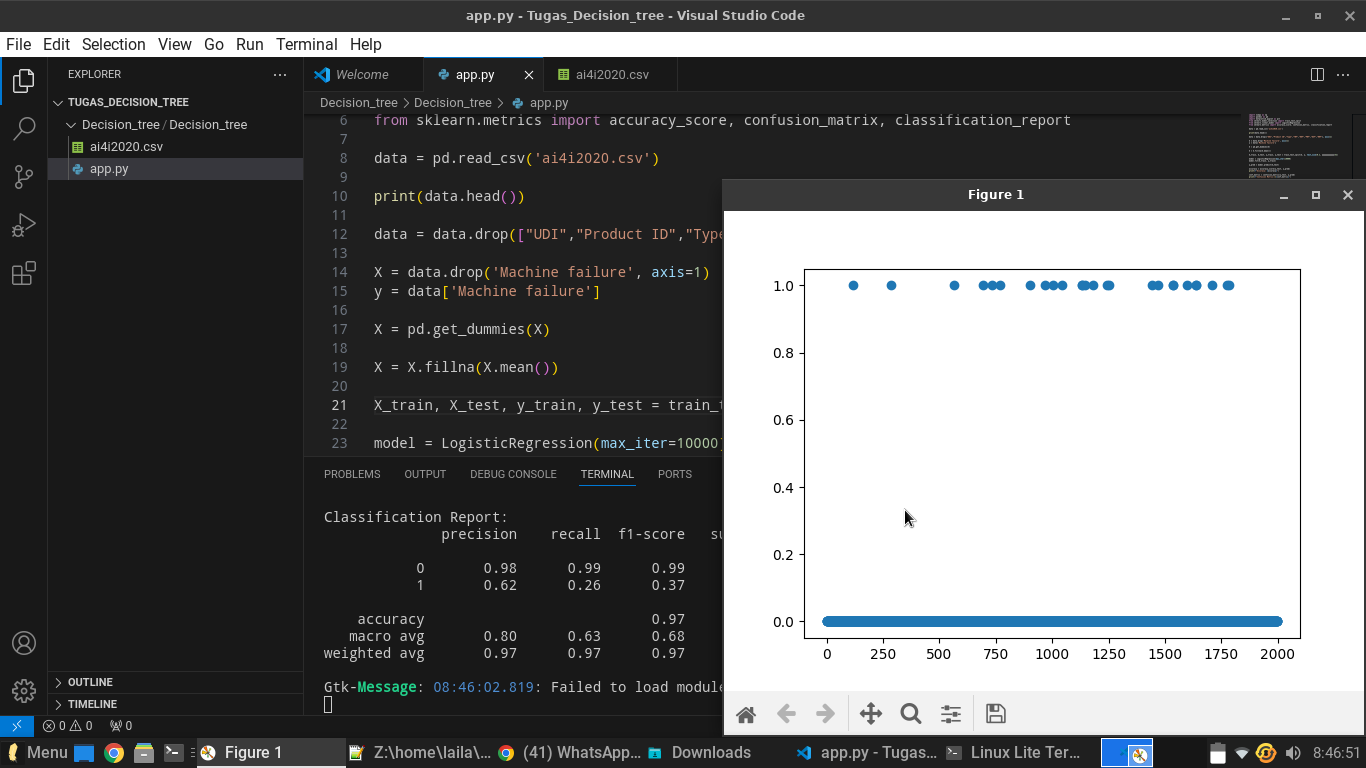 app.py - Tugas_Decision_tree - Visual Studio Code
File Edit Selection View Go Run Terminal Help
EXPLORER
Welcome
app.py
ai4i2020.csv
TUGAS_DECISION_TREE
Decision_tree > Decision_tree > app.py
Decision_tree / Decision_tree
ai4i2020.csv
app.py
6 from sklearn.metrics import accuracy_score, confusion_matrix, classification_report
7
8 data = pd.read_csv('ai4i2020.csv')
9
10 print(data.head())
11
12 data = data.drop(["UDI","Product ID","Type
13
14 X = data.drop('Machine failure', axis=1)
15 y = data['Machine failure']
16
17 X = pd.get_dummies(X)
18
19 X = X.fillna(X.mean())
20
21 X_train, X_test, y_train, y_test = train_t
22
23 model = LogisticRegression(max_iter=10000
PROBLEMS OUTPUT DEBUG CONSOLE TERMINAL PORTS
Classification Report:
precision recall f1-score su
0 0.98 0.99 0.99
1 0.62 0.26 0.37
accuracy 0.97
macro avg 0.80 0.63 0.68
weighted avg 0.97 0.97 0.97
Gtk-Message: 08:46:02.819: Failed to load module
OUTLINE
TIMELINE
0 0 0
Figure 1
1.0
0.8
0.6
0.4
0.2
0.0
0 250 500 750 1000 1250 1500 1750 2000
Menu
Figure 1
Z:\home\laila\...
(41) WhatsApp...
Downloads
app.py - Tugas...
Linux Lite Ter...
8:46:51